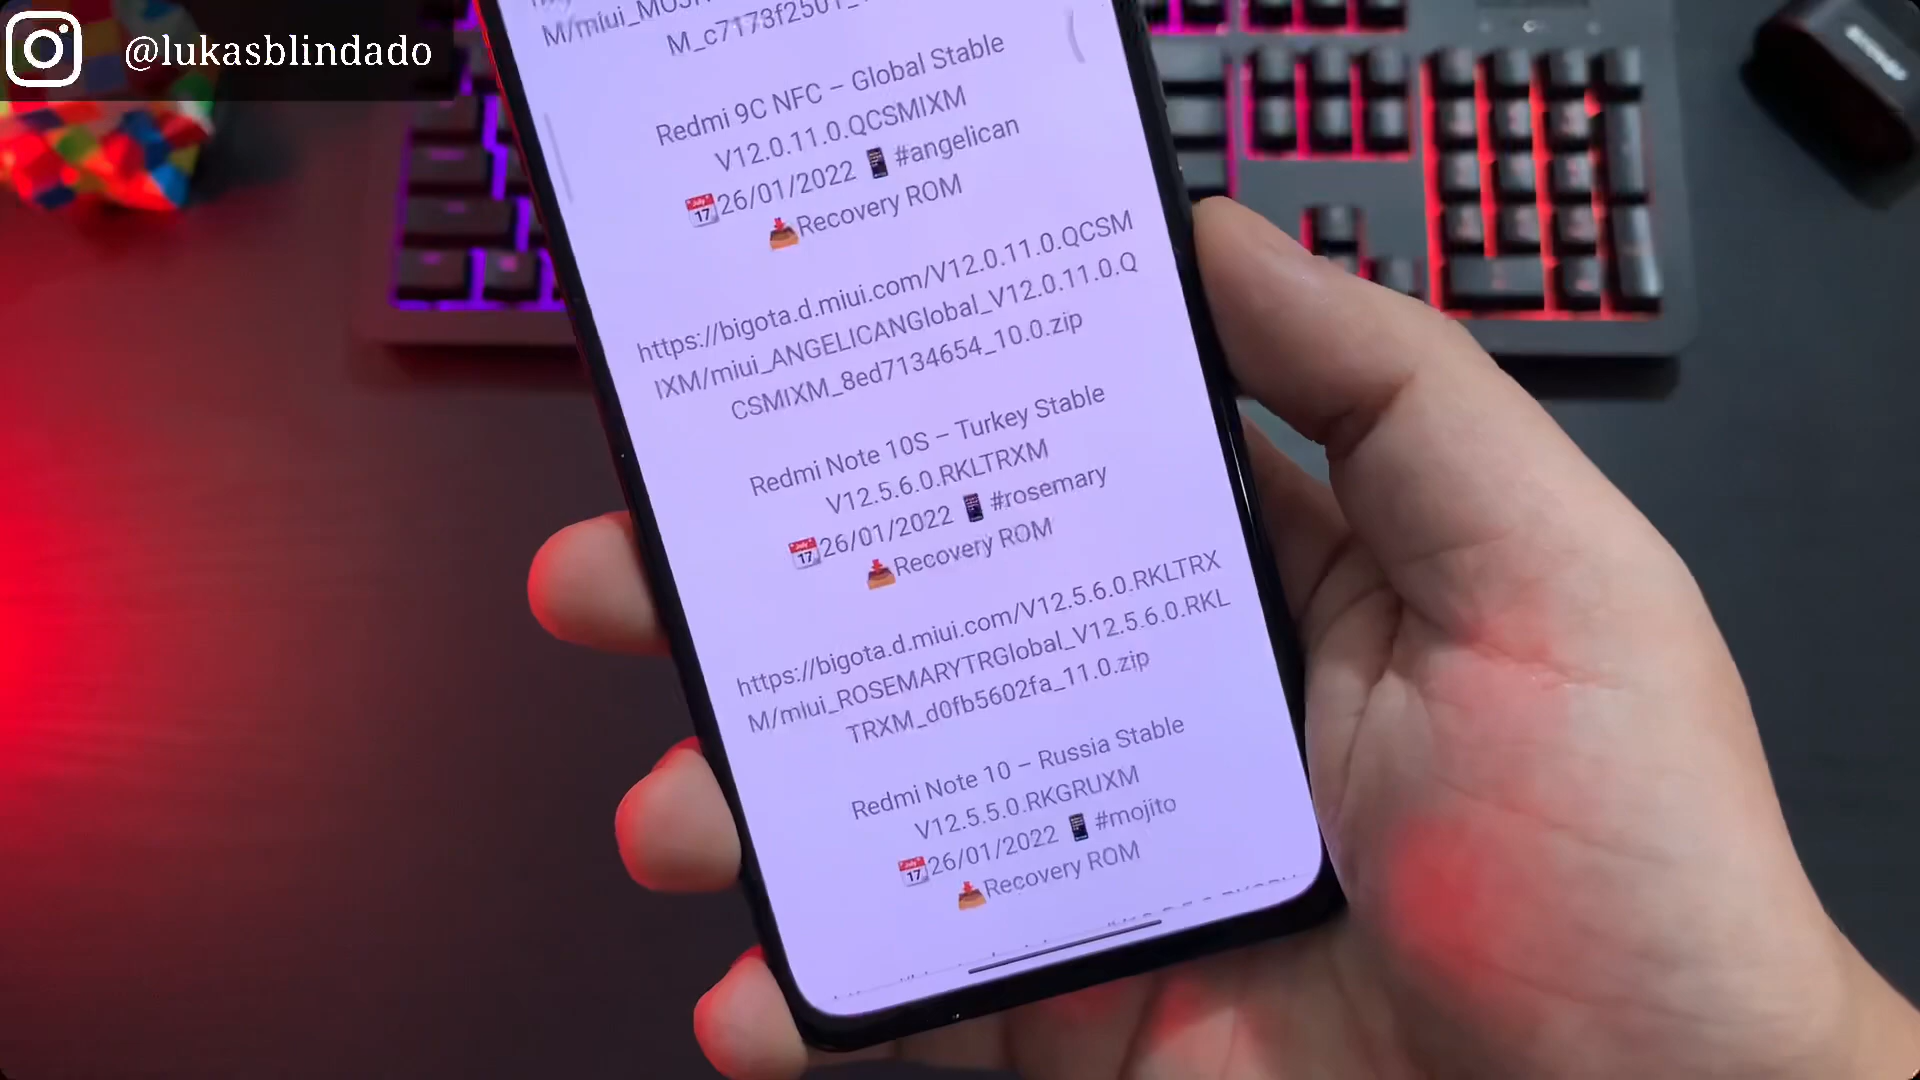 @lukasblindado
M_c7173f2501_
Redmi 9C NFC – Global Stable
V12.0.11.0.QCSMIXM
26/01/2022 #angelican
Recovery ROM
https://bigota.d.miui.com/V12.0.11.0.QCSM
IXM/miui_ANGELICANGlobal_V12.0.11.0.Q
CSMIXM_8ed7134654_10.0.zip
Redmi Note 10S – Turkey Stable
V12.5.6.0.RKLTRXM
26/01/2022 #rosemary
Recovery ROM
https://bigota.d.miui.com/V12.5.6.0.RKLTRX
M/miui_ROSEMARYTRGlobal_V12.5.6.0.RKL
TRXM_d0fb5602fa_11.0.zip
Redmi Note 10 – Russia Stable
V12.5.5.0.RKGRUXM
26/01/2022 #mojito
Recovery ROM